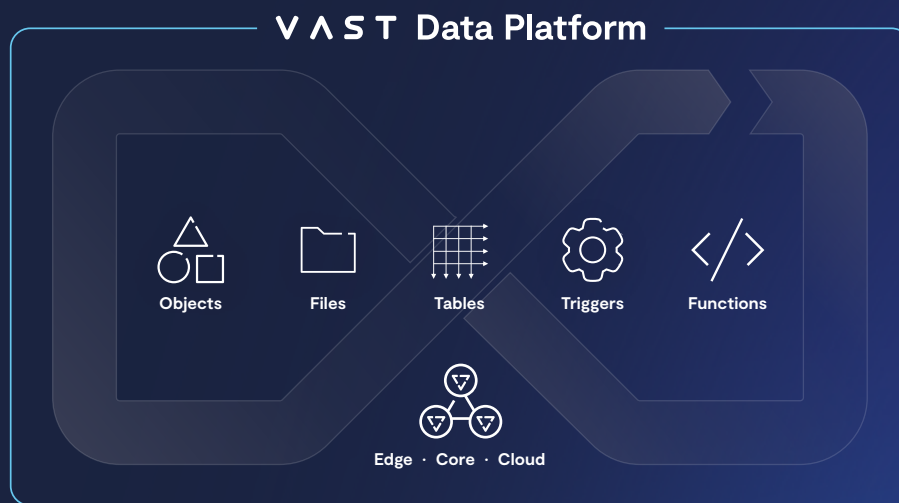 VAST Data Platform
Objects
Files
Tables
Triggers
Functions
Edge · Core · Cloud